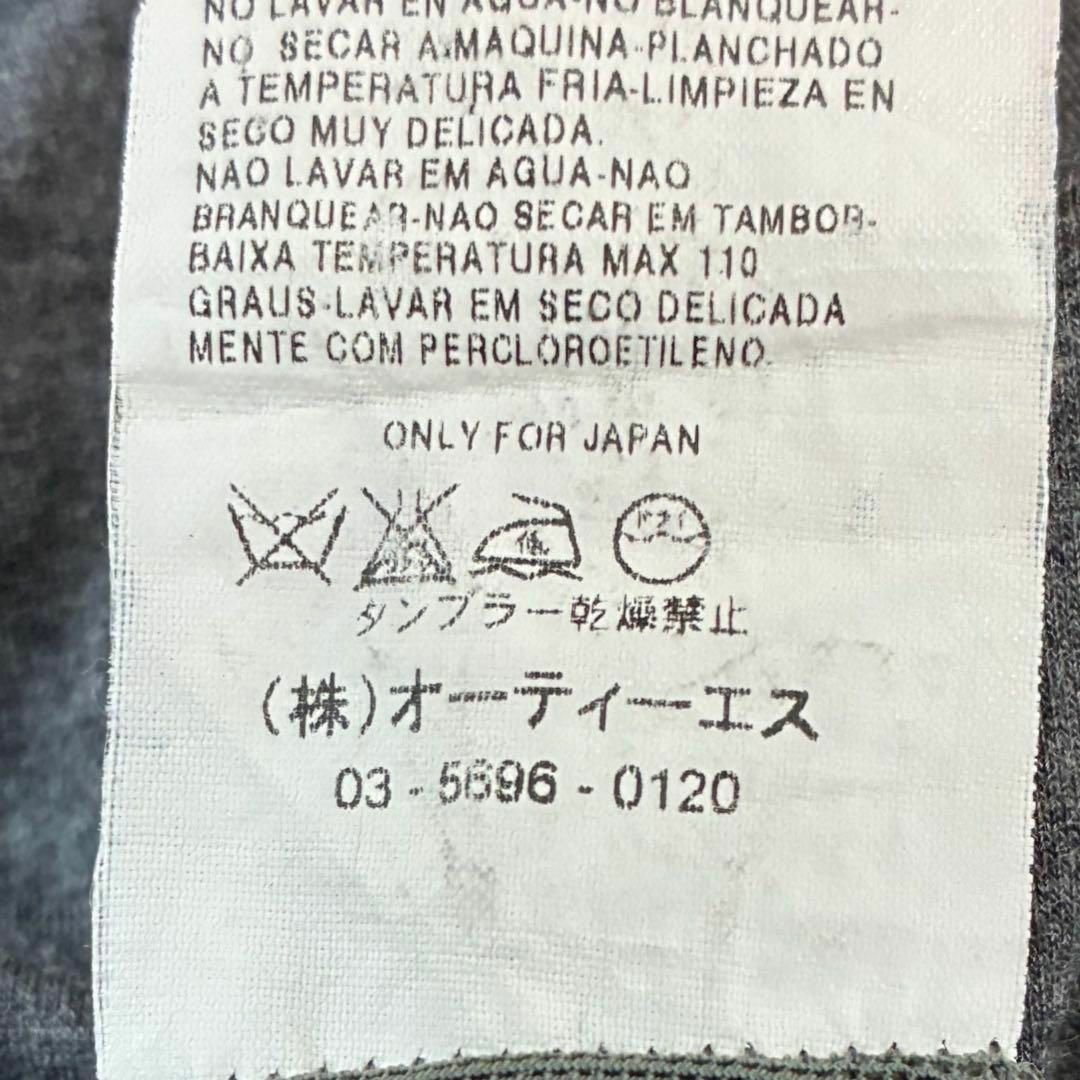 NO LAVAR EN AGUA-NO BLANQUEAR-
NO SECAR A MAQUINA-PLANCHADO
A TEMPERATURA FRIA-LIMPIEZA EN
SECO MUY DELICADA.
NAO LAVAR EM AGUA-NAO
BRANQUEAR-NAO SECAR EM TAMBOR-
BAIXA TEMPERATURA MAX 110
GRAUS-LAVAR EM SECO DELICADA
MENTE COM PERCLOROETILENO.
ONLY FOR JAPAN
低 ドライ
タンブラー乾燥禁止
(株)オーティーエス
03-5696-0120